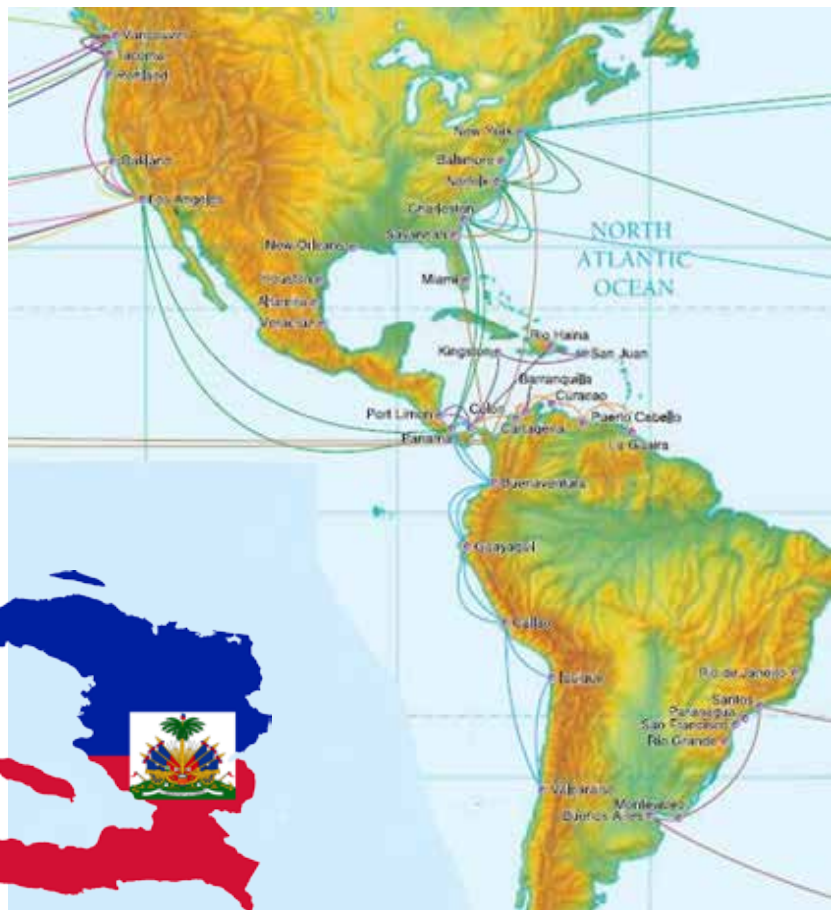 Vancouver
Tacoma
Portland
Oakland
Los Angeles
New York
Baltimore
Norfolk
Charleston
Savannah
New Orleans
Houston
Altamira
Veracruz
Miami
NORTH
ATLANTIC
OCEAN
Rio Haina
Kingston
San Juan
Barranquilla
Curacao
Port Limon
Colon
Puerto Cabello
Cartagena
Panama
La Guaira
Buenaventura
Guayaquil
Callao
Iquique
Rio de Janeiro
Santos
Paranagua
San Francisco
Rio Grande
Valparaiso
Montevideo
Buenos Aires